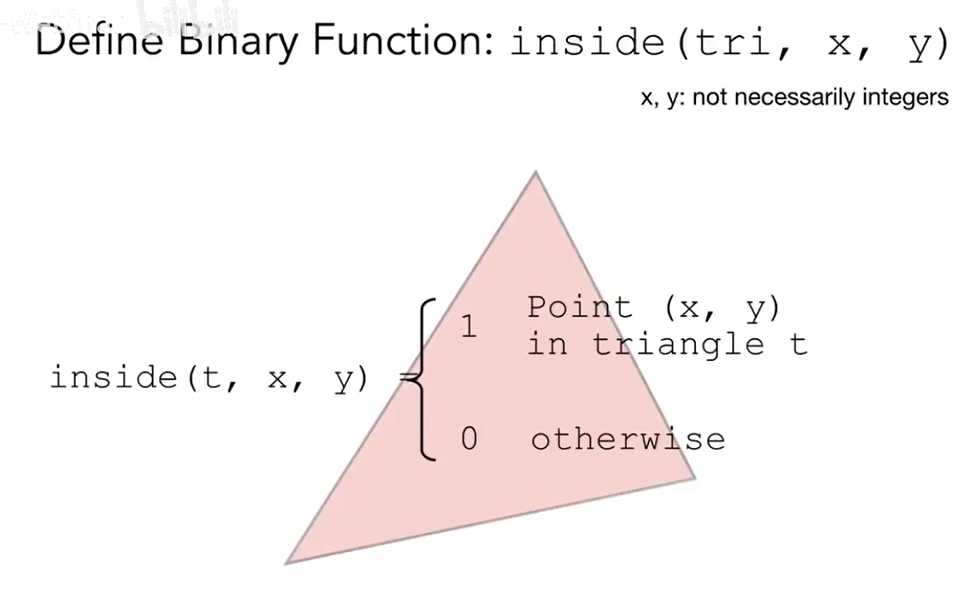 Define Binary Function: inside(tri, x, y)
x, y: not necessarily integers
1 Point (x, y)
in triangle t
inside(t, x, y) =
0 otherwise